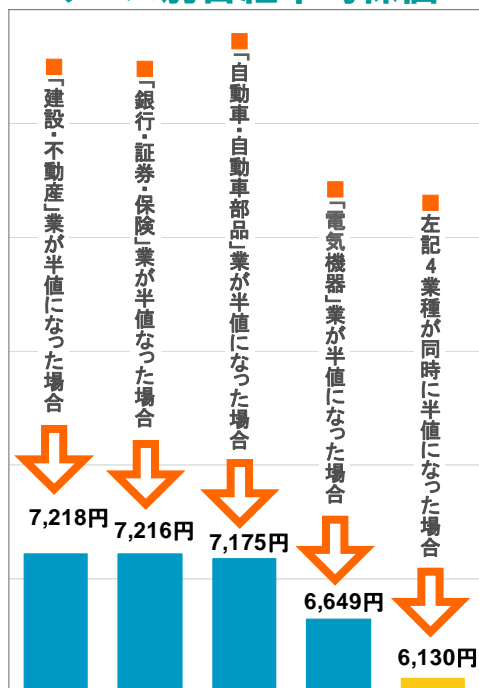 ■「建設・不動産」業が半値になった場合
■「銀行・証券・保険」業が半値なった場合
■「自動車・自動車部品」業が半値になった場合
■「電気機器」業が半値になった場合
■左記4業種が同時に半値になった場合
7,218円
7,216円
7,175円
6,649円
6,130円